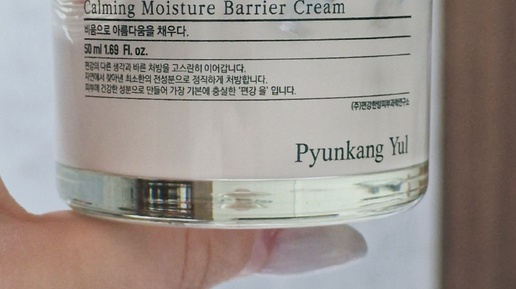 Calming Moisture Barrier Cream
비움으로 아름다움을 채우다.
50 ml 1.69 Fl. oz.
편강의 다른 생각과 바른 처방을 고스란히 이어갑니다.
자연에서 찾아낸 최소한의 전성분으로 정직하게 처방합니다.
피부에 건강한 성분으로 만들어 가장 기본에 충실한 '편강 율' 입니다.
(주)편강한방피부과학연구소
Pyunkang Yul